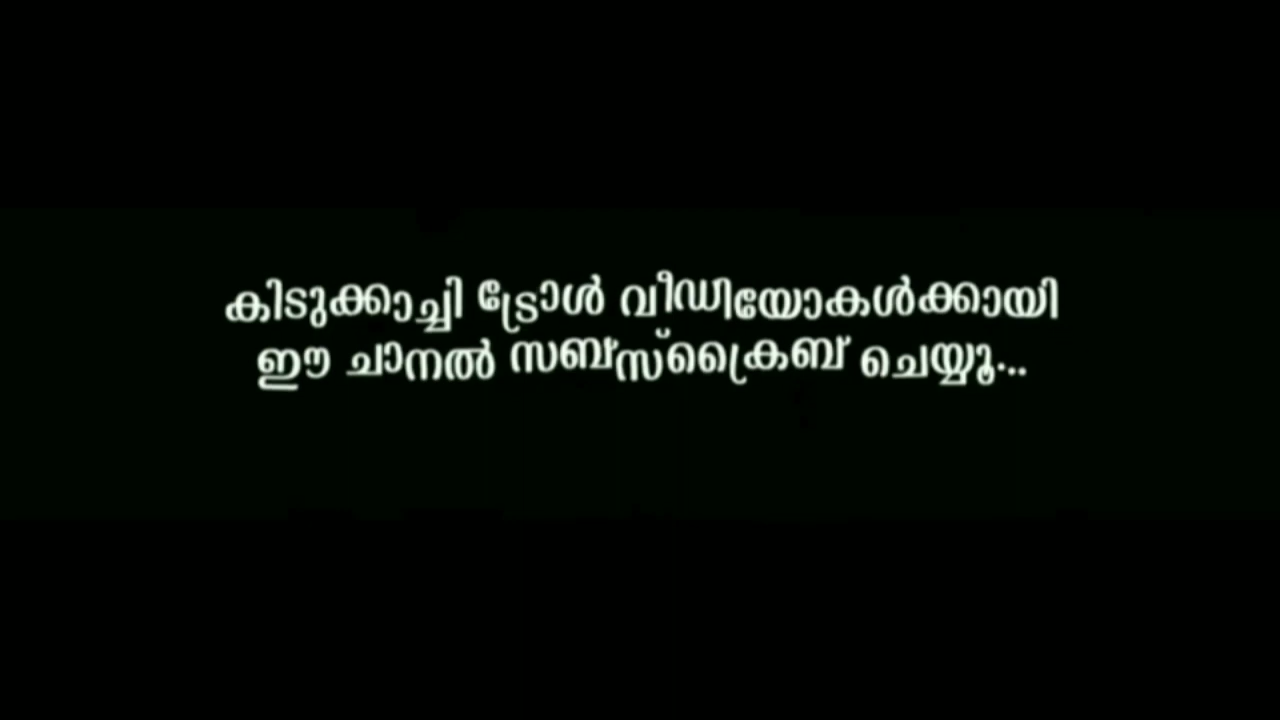 കിടുക്കാച്ചി ട്രോൾ വീഡിയോകൾക്കായി
ഈ ചാനൽ സബ്സ്ക്രൈബ് ചെയ്യൂ...